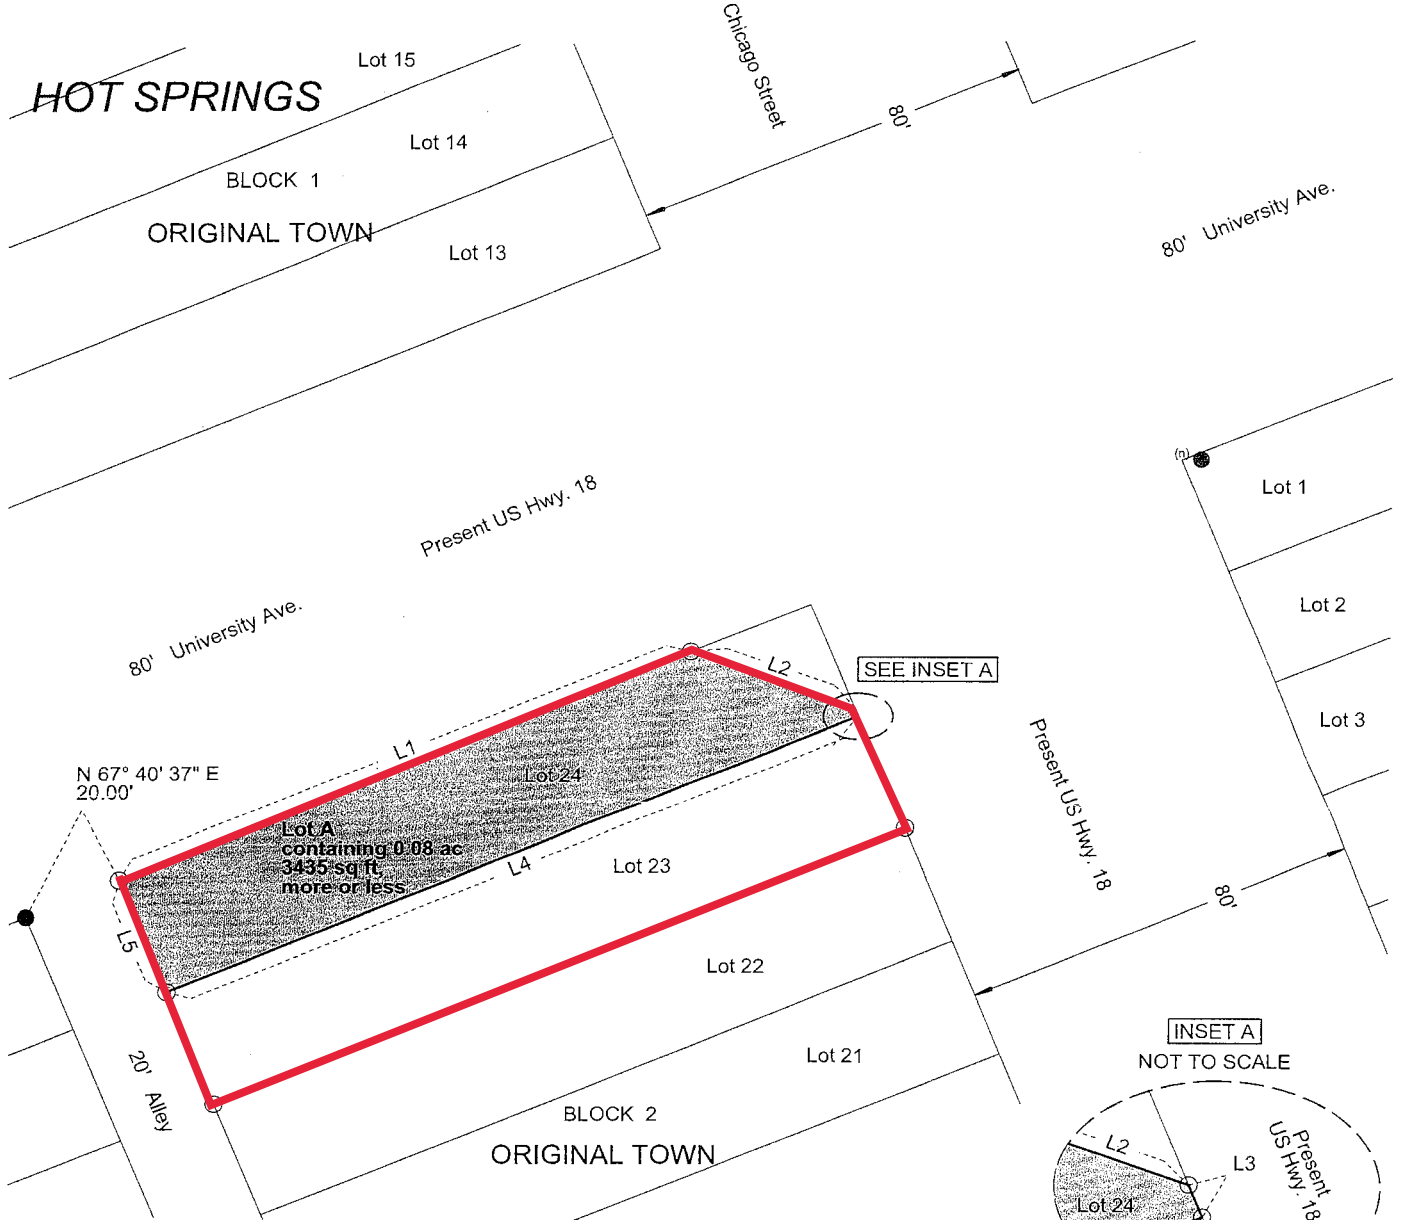 Chicago Street
Lot 15
HOT SPRINGS
80'
Lot 14
BLOCK 1
80' University Ave.
ORIGINAL TOWN
Lot 13
(n)
Lot 1
Present US Hwy. 18
Lot 2
80' University Ave.
L2
SEE INSET A
Lot 3
L1
N 67° 40' 37" E
20.00'
Lot 24
Present US Hwy. 18
Lot A
containing 0.08 ac
3435 sq ft,
more or less
L4
Lot 23
80'
L5
Lot 22
INSET A
NOT TO SCALE
Lot 21
20' Alley
BLOCK 2
ORIGINAL TOWN
L2
L3
Present
US Hwy. 18
Lot 24